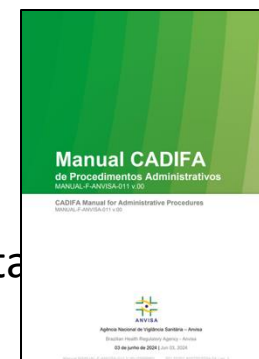 Manual CADIFA
de Procedimentos Administrativos
MANUAL-F-ANVISA-011 v.00
CADIFA Manual for Administrative Procedures
MANUAL-F-ANVISA-011 v.00
ta
ANVISA
Agência Nacional de Vigilância Sanitária – Anvisa
Brazilian Health Regulatory Agency - Anvisa
03 de junho de 2024 | Jun 03, 2024